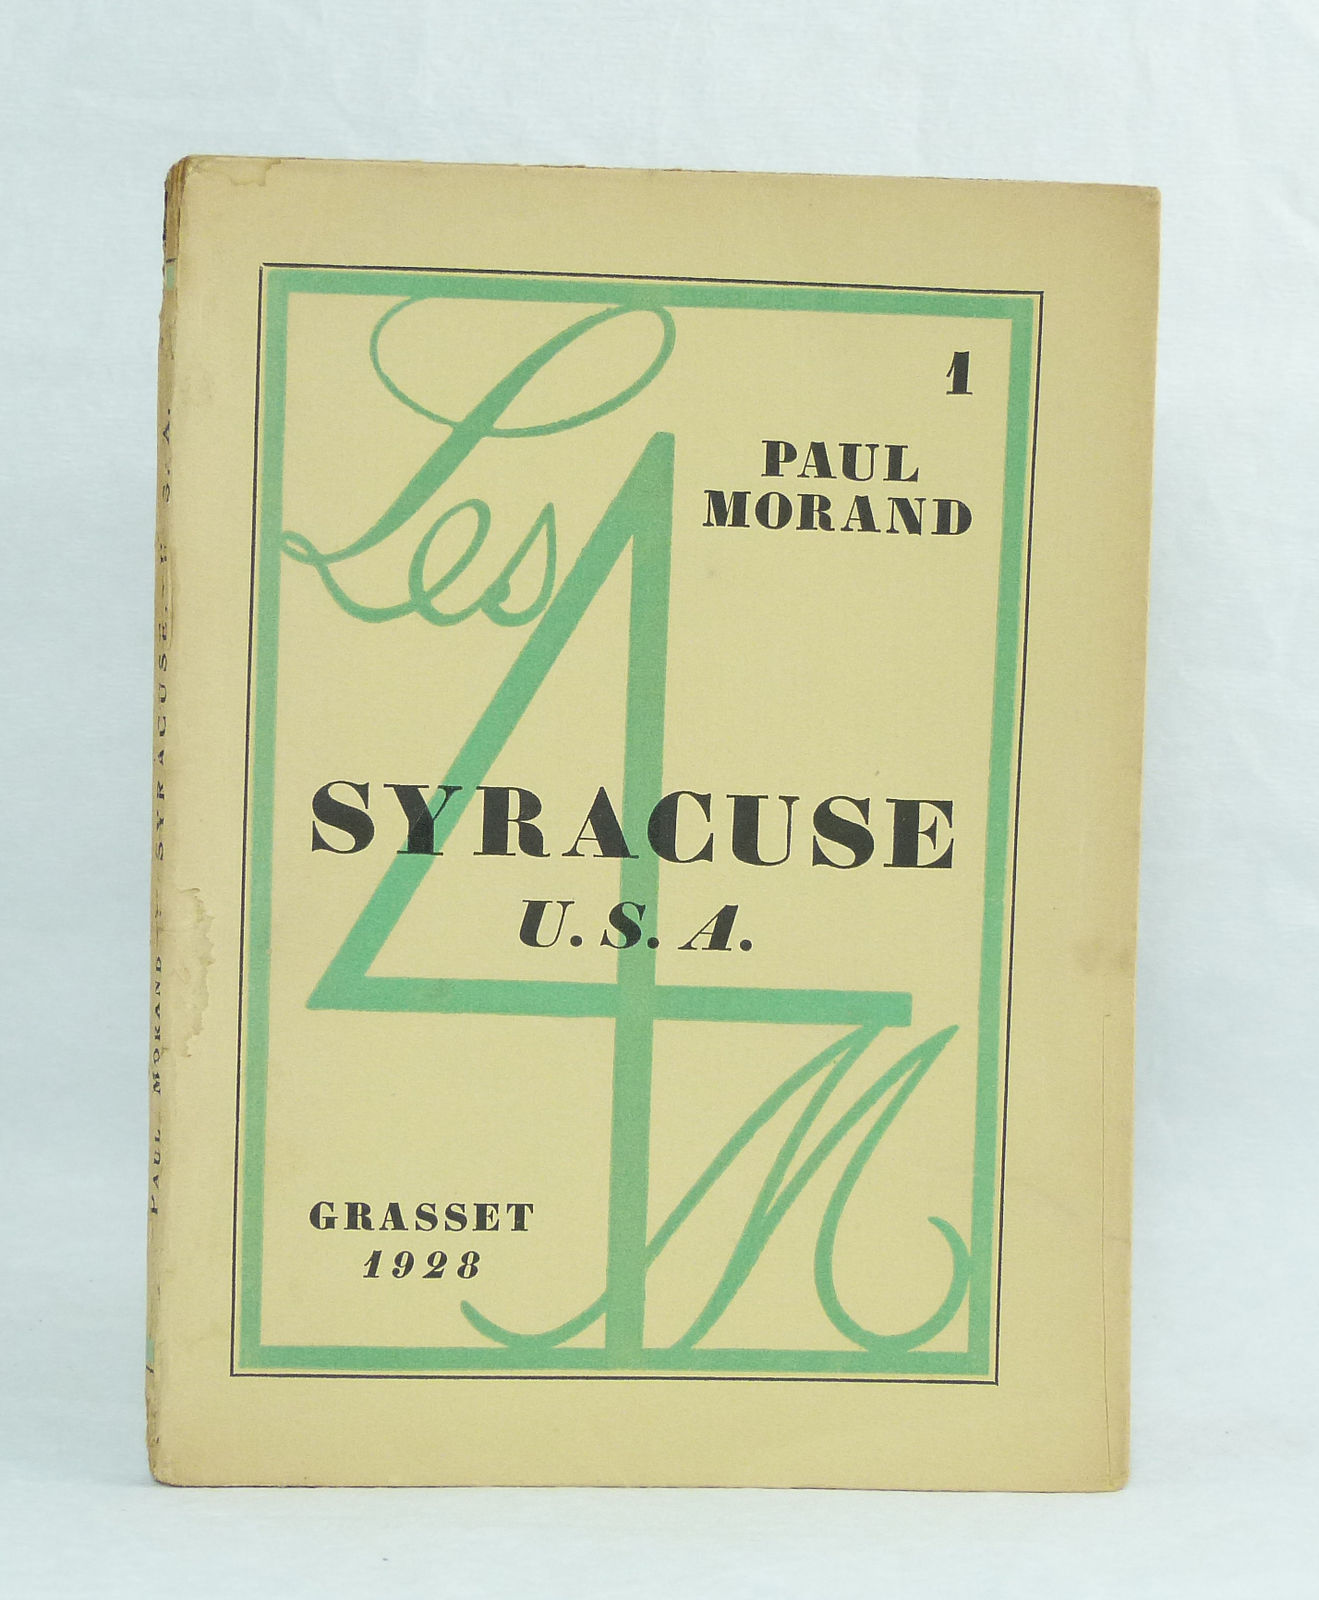 Les
4
M
1
PAUL
MORAND
SYRACUSE
U. S. A.
GRASSET
1928
PAUL MORAND SYRACUSE. U. S. A.